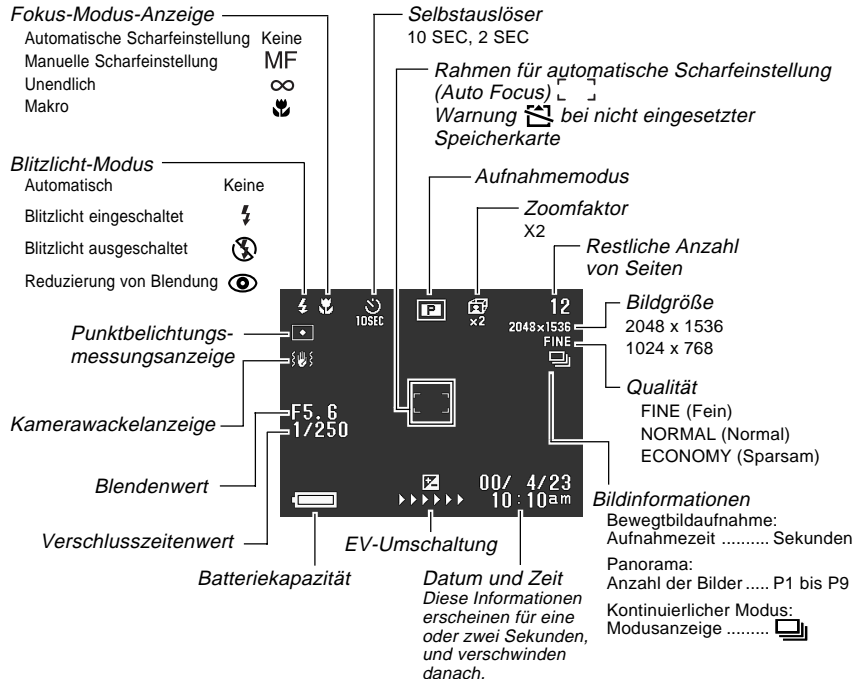 Fokus-Modus-Anzeige
Automatische Scharfeinstellung Keine
Manuelle Scharfeinstellung MF
Unendlich ∞
Makro
Selbstauslöser
10 SEC, 2 SEC
Rahmen für automatische Scharfeinstellung
(Auto Focus)
Warnung bei nicht eingesetzter
Speicherkarte
Blitzlicht-Modus
Automatisch Keine
Blitzlicht eingeschaltet
Blitzlicht ausgeschaltet
Reduzierung von Blendung
Aufnahmemodus
Zoomfaktor
X2
Restliche Anzahl
von Seiten
Punktbelichtungs-
messungsanzeige
Kamerawackelanzeige
Blendenwert
Verschlusszeitenwert
Batteriekapazität
10SEC
P
×2
12
2048×1536
FINE
F5.6
1/250
00/ 4/23
10:10am
EV-Umschaltung
Datum und Zeit
Diese Informationen
erscheinen für eine
oder zwei Sekunden,
und verschwinden
danach.
Bildgröße
2048 x 1536
1024 x 768
Qualität
FINE (Fein)
NORMAL (Normal)
ECONOMY (Sparsam)
Bildinformationen
Bewegtbildaufnahme:
Aufnahmezeit .......... Sekunden
Panorama:
Anzahl der Bilder ..... P1 bis P9
Kontinuierlicher Modus:
Modusanzeige .........